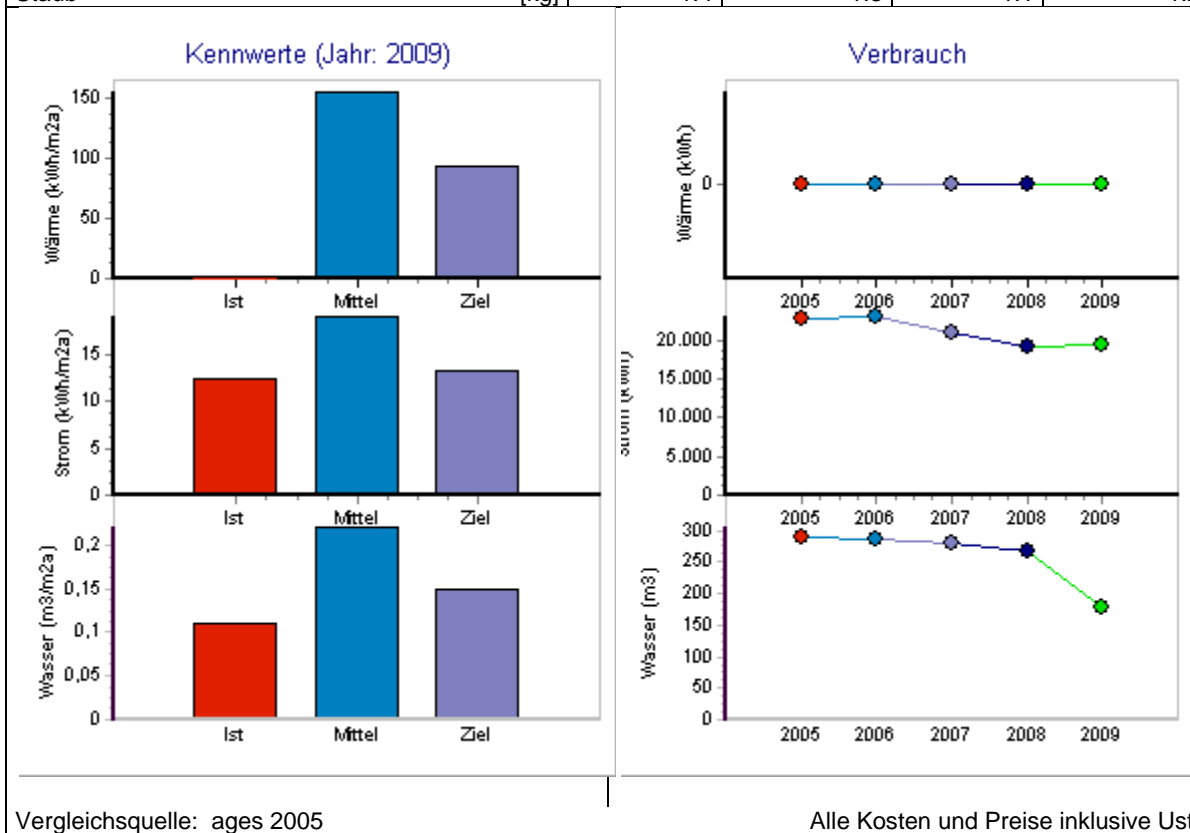 Kennwerte (Jahr: 2009)
Wärme (kWh/m2a)
150
100
50
0
Ist Mittel Ziel
Strom (kWh/m2a)
15
10
5
0
Ist Mittel Ziel
Wasser (m3/m2a)
0,2
0,15
0,1
0,05
0
Ist Mittel Ziel
Verbrauch
Wärme (kWh)
0
2005 2006 2007 2008 2009
Strom (kWh)
20.000
15.000
10.000
5.000
0
2005 2006 2007 2008 2009
Wasser (m3)
300
250
200
150
100
50
0
2005 2006 2007 2008 2009
Vergleichsquelle: ages 2005
Alle Kosten und Preise inklusive Ust